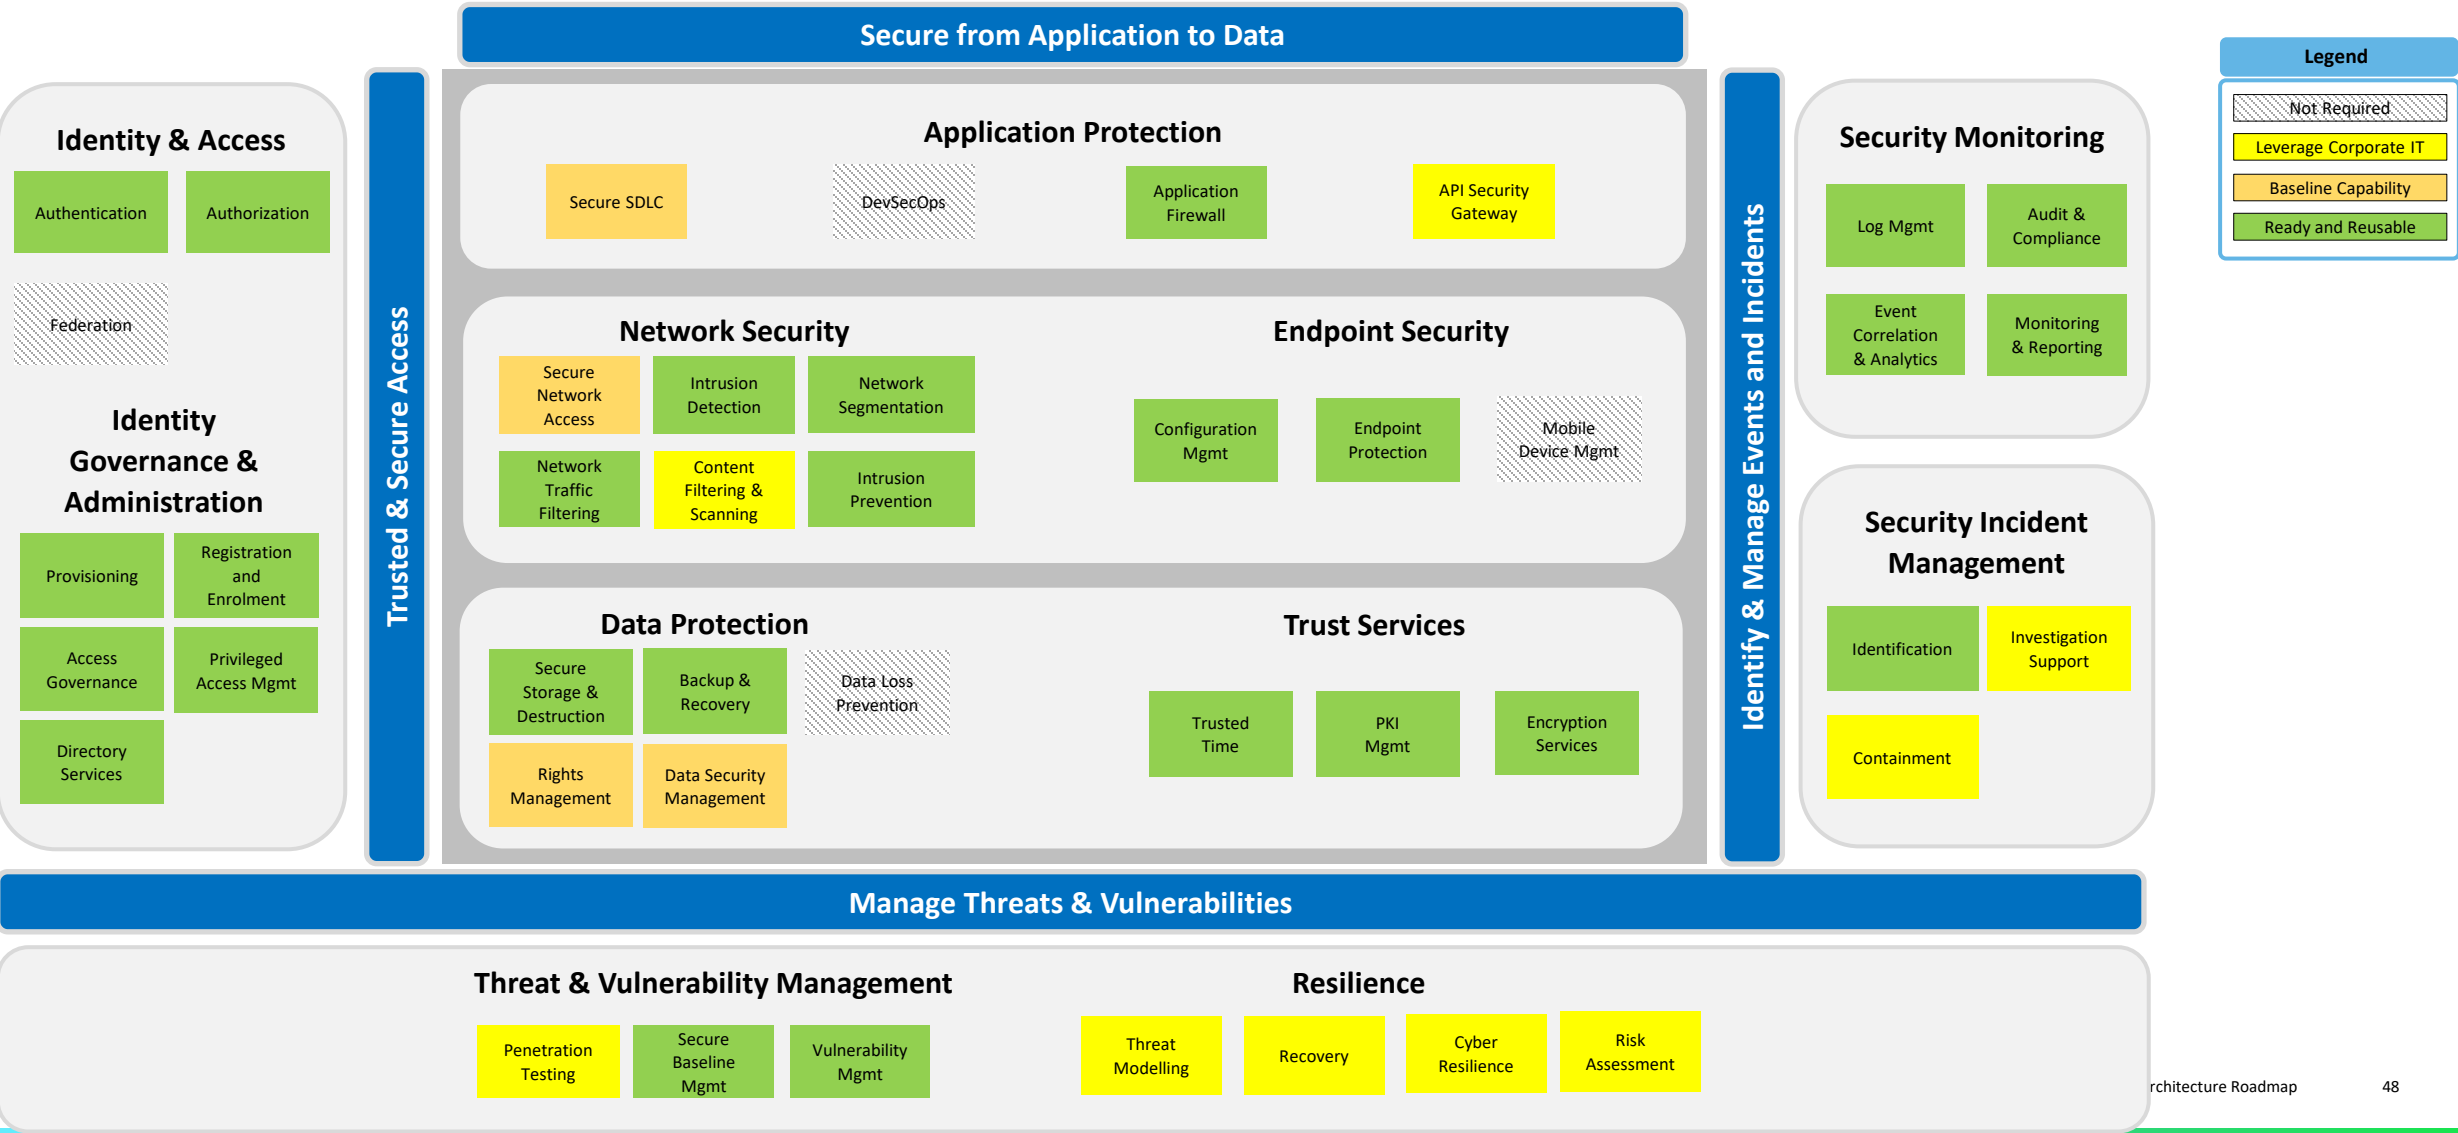 Secure from Application to Data
Legend
Not Required
Leverage Corporate IT
Baseline Capability
Ready and Reusable
Identity & Access
Authentication
Authorization
Federation
Identity
Governance &
Administration
Provisioning
Registration
and
Enrolment
Access
Governance
Privileged
Access Mgmt
Directory
Services
Trusted & Secure Access
Application Protection
Secure SDLC
DevSecOps
Application
Firewall
API Security
Gateway
Network Security
Secure
Network
Access
Intrusion
Detection
Network
Segmentation
Network
Traffic
Filtering
Content
Filtering &
Scanning
Intrusion
Prevention
Endpoint Security
Configuration
Mgmt
Endpoint
Protection
Mobile
Device Mgmt
Data Protection
Secure
Storage &
Destruction
Backup &
Recovery
Data Loss
Prevention
Rights
Management
Data Security
Management
Trust Services
Trusted
Time
PKI
Mgmt
Encryption
Services
Identify & Manage Events and Incidents
Security Monitoring
Log Mgmt
Audit &
Compliance
Event
Correlation
& Analytics
Monitoring
& Reporting
Security Incident
Management
Identification
Investigation
Support
Containment
Manage Threats & Vulnerabilities
Threat & Vulnerability Management
Penetration
Testing
Secure
Baseline
Mgmt
Vulnerability
Mgmt
Resilience
Threat
Modelling
Recovery
Cyber
Resilience
Risk
Assessment
rchitecture Roadmap
48